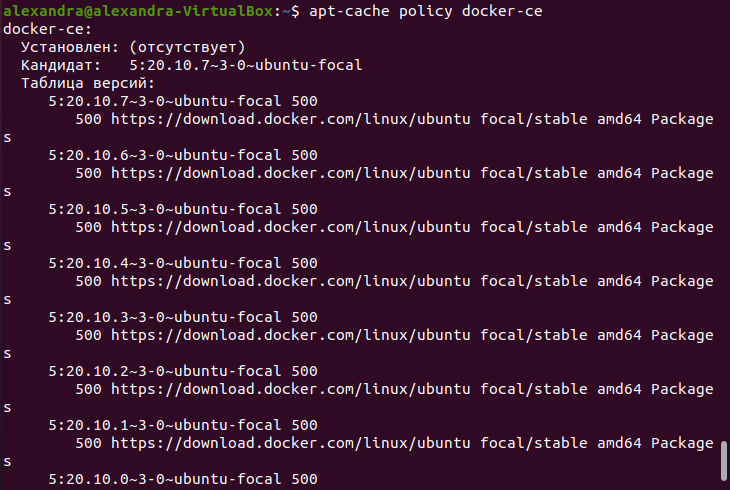 alexandra@alexandra-VirtualBox:~$ apt-cache policy docker-ce
docker-ce:
  Установлен: (отсутствует)
  Кандидат:   5:20.10.7~3-0~ubuntu-focal
  Таблица версий:
     5:20.10.7~3-0~ubuntu-focal 500
        500 https://download.docker.com/linux/ubuntu focal/stable amd64 Package
s
     5:20.10.6~3-0~ubuntu-focal 500
        500 https://download.docker.com/linux/ubuntu focal/stable amd64 Package
s
     5:20.10.5~3-0~ubuntu-focal 500
        500 https://download.docker.com/linux/ubuntu focal/stable amd64 Package
s
     5:20.10.4~3-0~ubuntu-focal 500
        500 https://download.docker.com/linux/ubuntu focal/stable amd64 Package
s
     5:20.10.3~3-0~ubuntu-focal 500
        500 https://download.docker.com/linux/ubuntu focal/stable amd64 Package
s
     5:20.10.2~3-0~ubuntu-focal 500
        500 https://download.docker.com/linux/ubuntu focal/stable amd64 Package
s
     5:20.10.1~3-0~ubuntu-focal 500
        500 https://download.docker.com/linux/ubuntu focal/stable amd64 Package
s
     5:20.10.0~3-0~ubuntu-focal 500